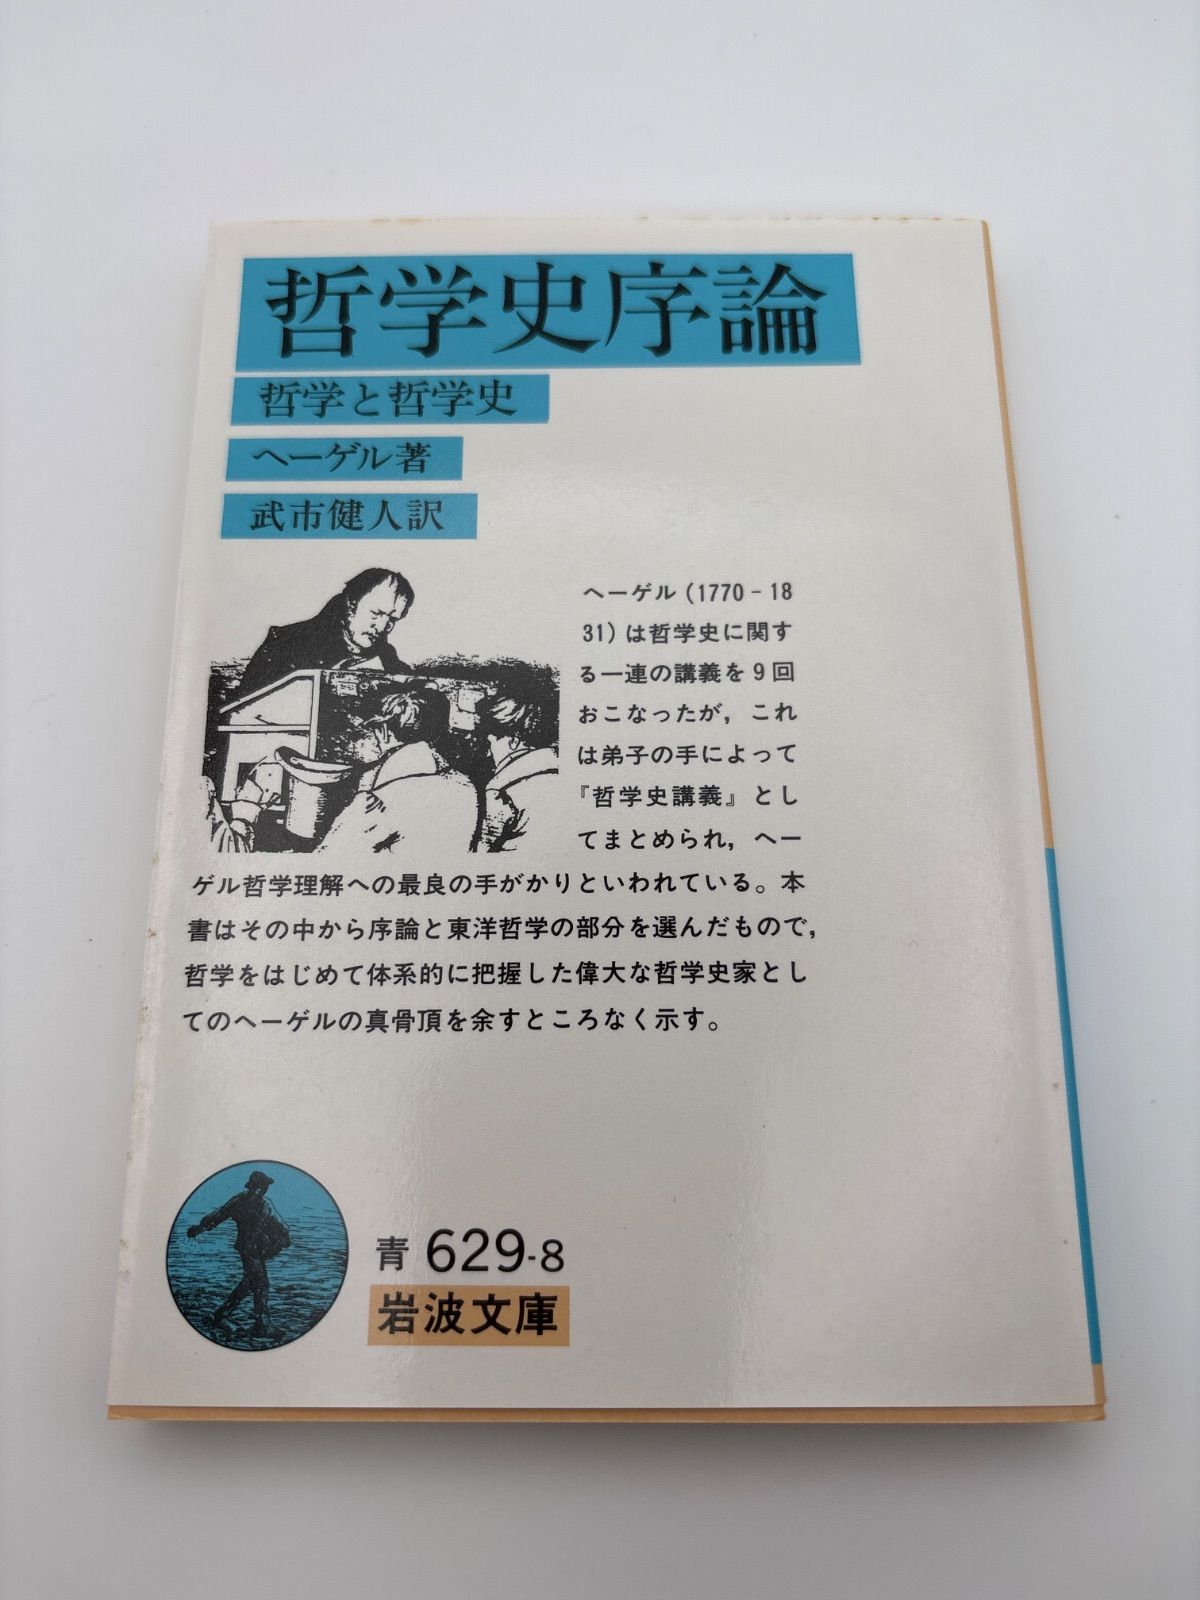 哲学史序論
哲学と哲学史
ヘーゲル著
武市健人訳
ヘーゲル(1770-18
31)は哲学史に関す
る一連の講義を9回
おこなったが，これ
は弟子の手によって
『哲学史講義』とし
てまとめられ，ヘー
ゲル哲学理解への最良の手がかりといわれている。本
書はその中から序論と東洋哲学の部分を選んだもので，
哲学をはじめて体系的に把握した偉大な哲学史家とし
てのヘーゲルの真骨頂を余すところなく示す。
青 629-8
岩波文庫